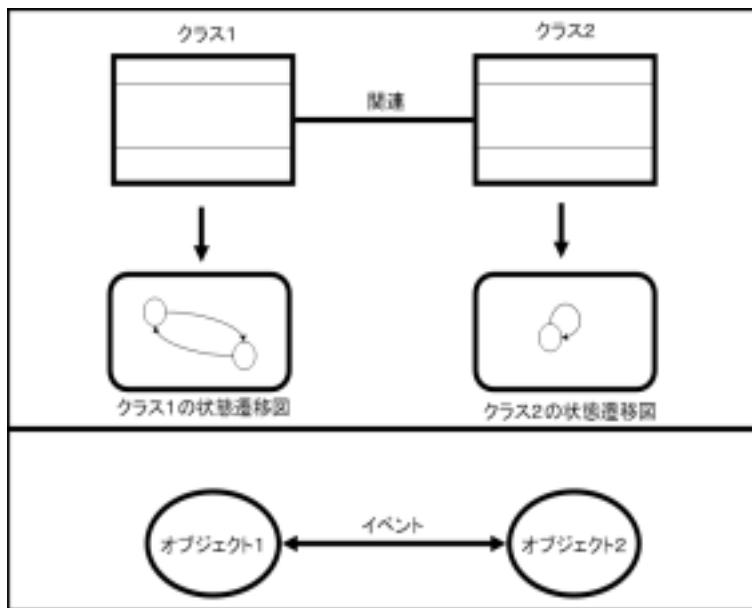 クラス1
クラス2
関連
クラス1の状態遷移図
クラス2の状態遷移図
イベント
オブジェクト1
オブジェクト2